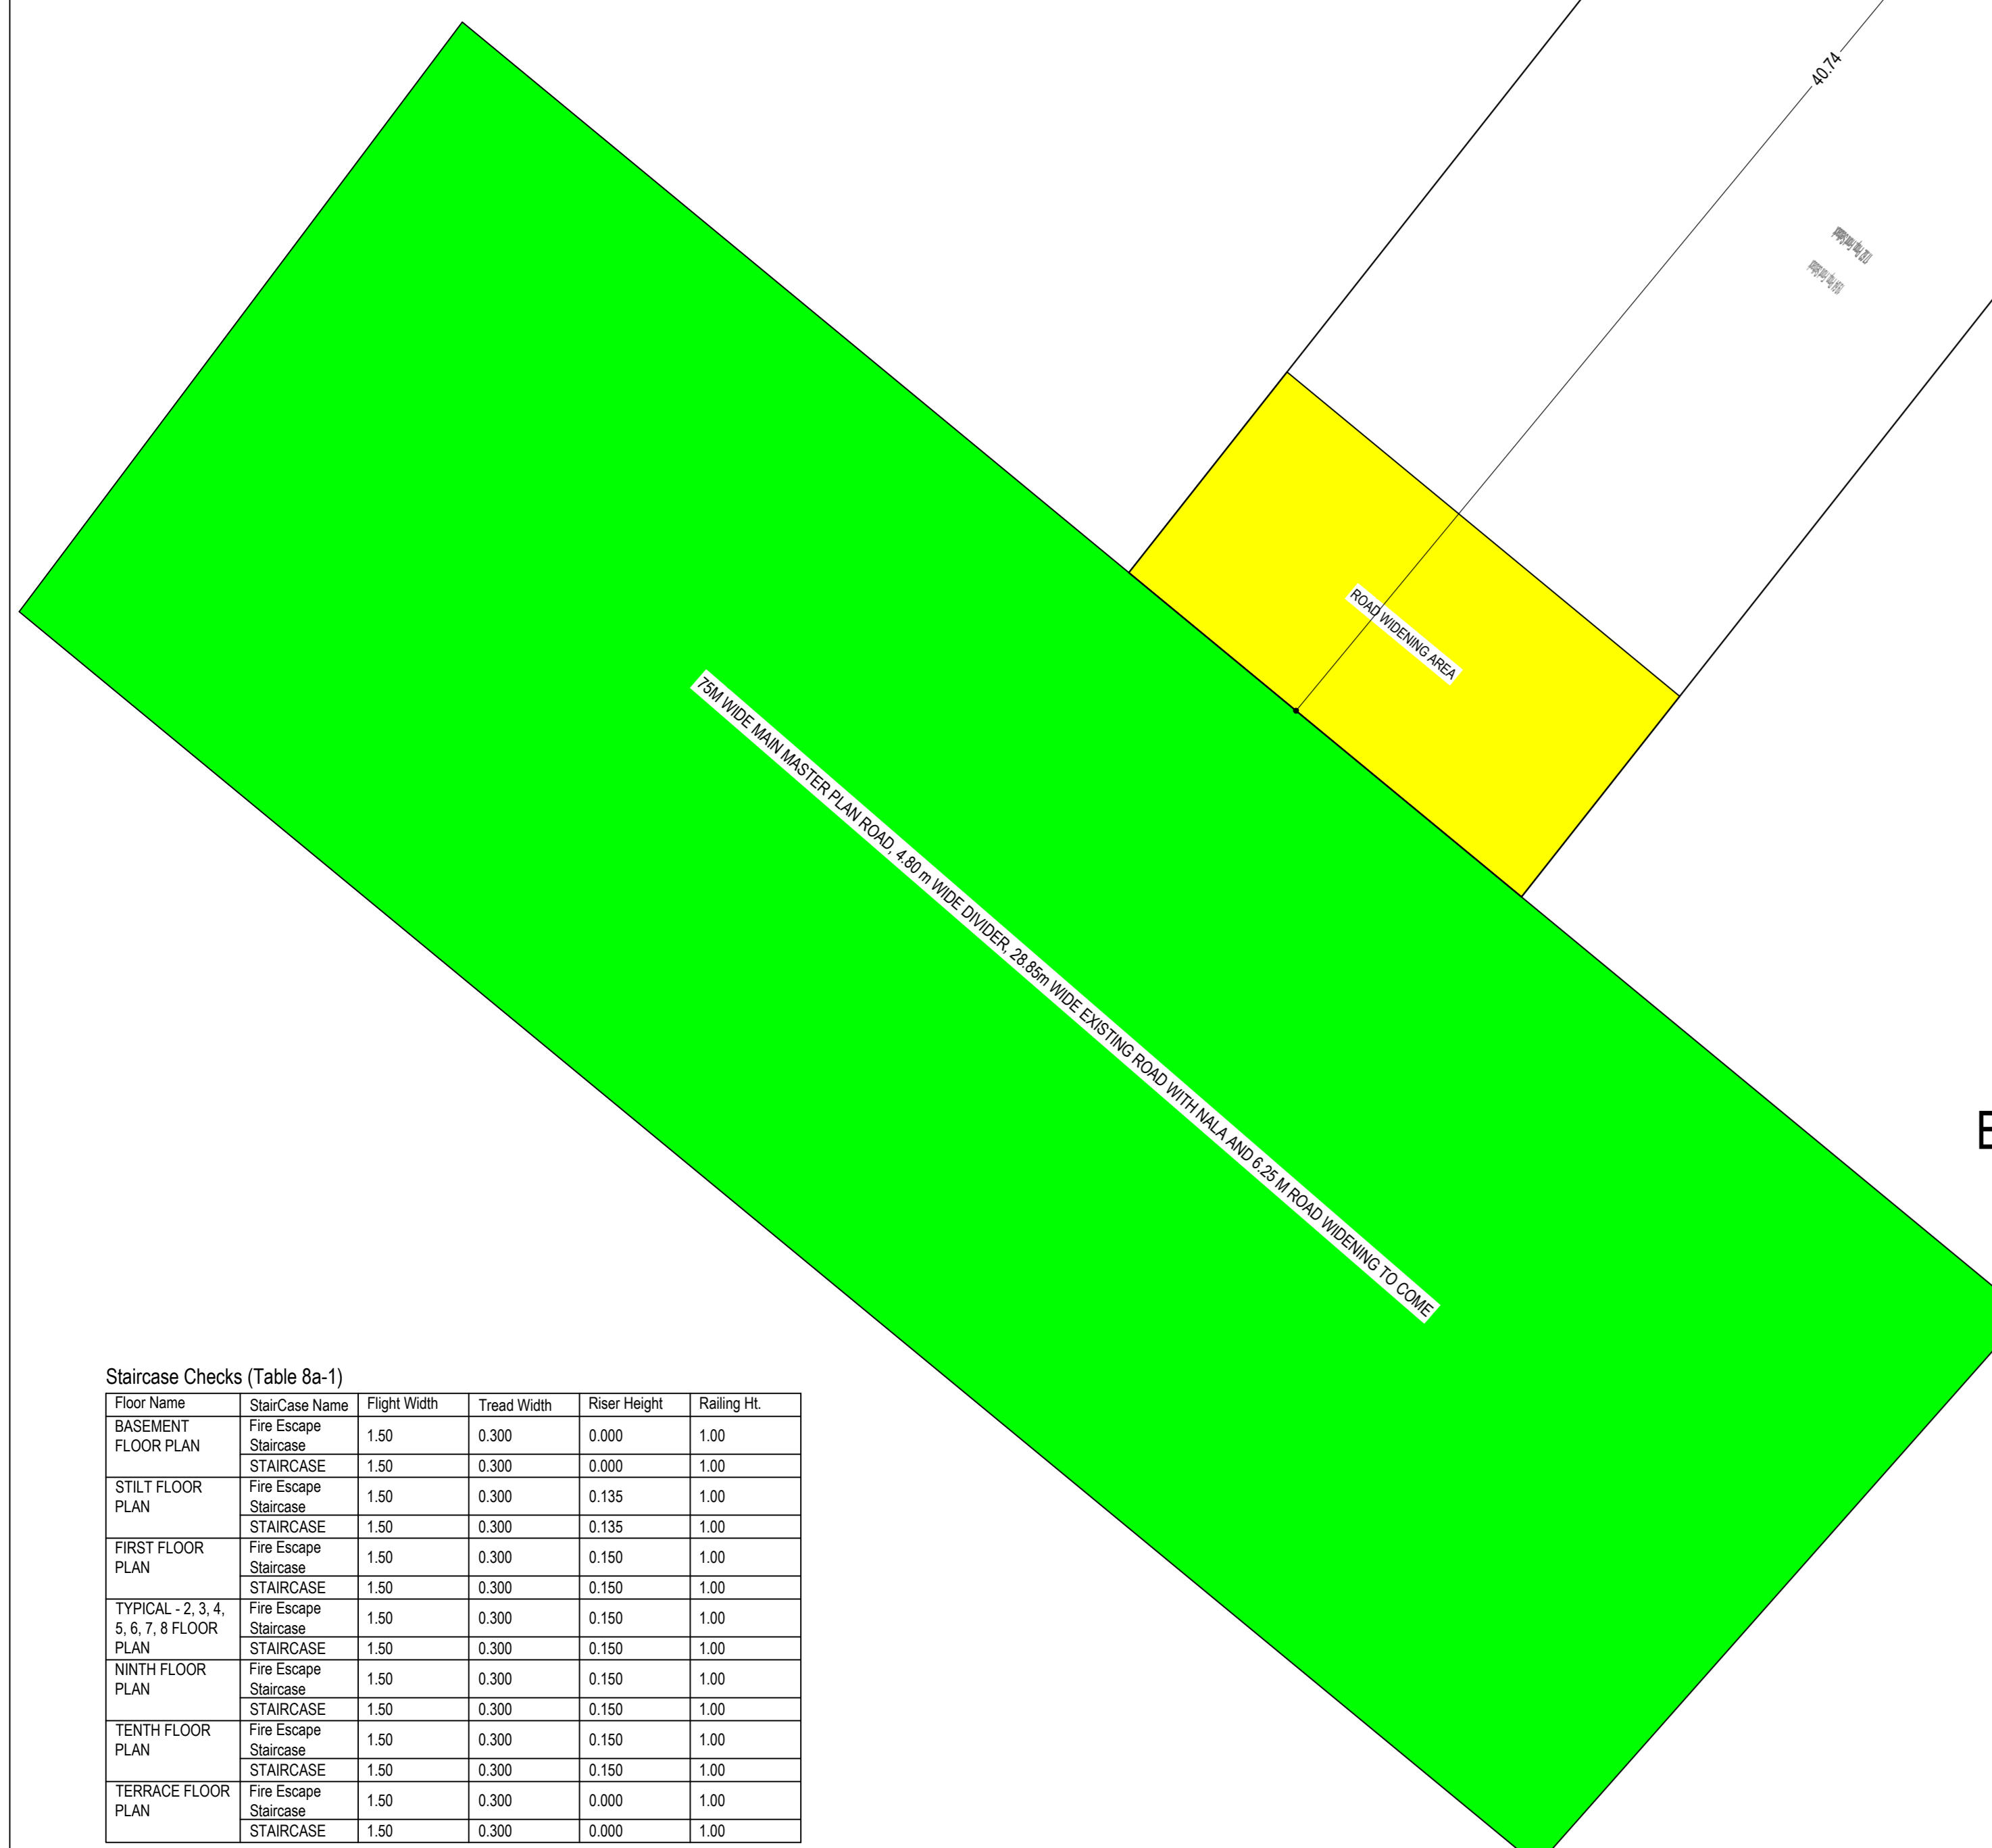 40.74
ROAD WIDENING AREA
75M WIDE MAIN MASTER PLAN ROAD, 4.80 m WIDE DIVIDER, 28.85m WIDE EXISTING ROAD WITH NALA AND 6.25 M ROAD WIDENING TO COME
Staircase Checks (Table 8a-1)
Floor Name StairCase Name Flight Width Tread Width Riser Height Railing Ht.
BASEMENT FLOOR PLAN Fire Escape Staircase 1.50 0.300 0.000 1.00
STAIRCASE 1.50 0.300 0.000 1.00
STILT FLOOR PLAN Fire Escape Staircase 1.50 0.300 0.135 1.00
STAIRCASE 1.50 0.300 0.135 1.00
FIRST FLOOR PLAN Fire Escape Staircase 1.50 0.300 0.150 1.00
STAIRCASE 1.50 0.300 0.150 1.00
TYPICAL - 2, 3, 4, 5, 6, 7, 8 FLOOR PLAN Fire Escape Staircase 1.50 0.300 0.150 1.00
STAIRCASE 1.50 0.300 0.150 1.00
NINTH FLOOR PLAN Fire Escape Staircase 1.50 0.300 0.150 1.00
STAIRCASE 1.50 0.300 0.150 1.00
TENTH FLOOR PLAN Fire Escape Staircase 1.50 0.300 0.150 1.00
STAIRCASE 1.50 0.300 0.150 1.00
TERRACE FLOOR PLAN Fire Escape Staircase 1.50 0.300 0.000 1.00
STAIRCASE 1.50 0.300 0.000 1.00